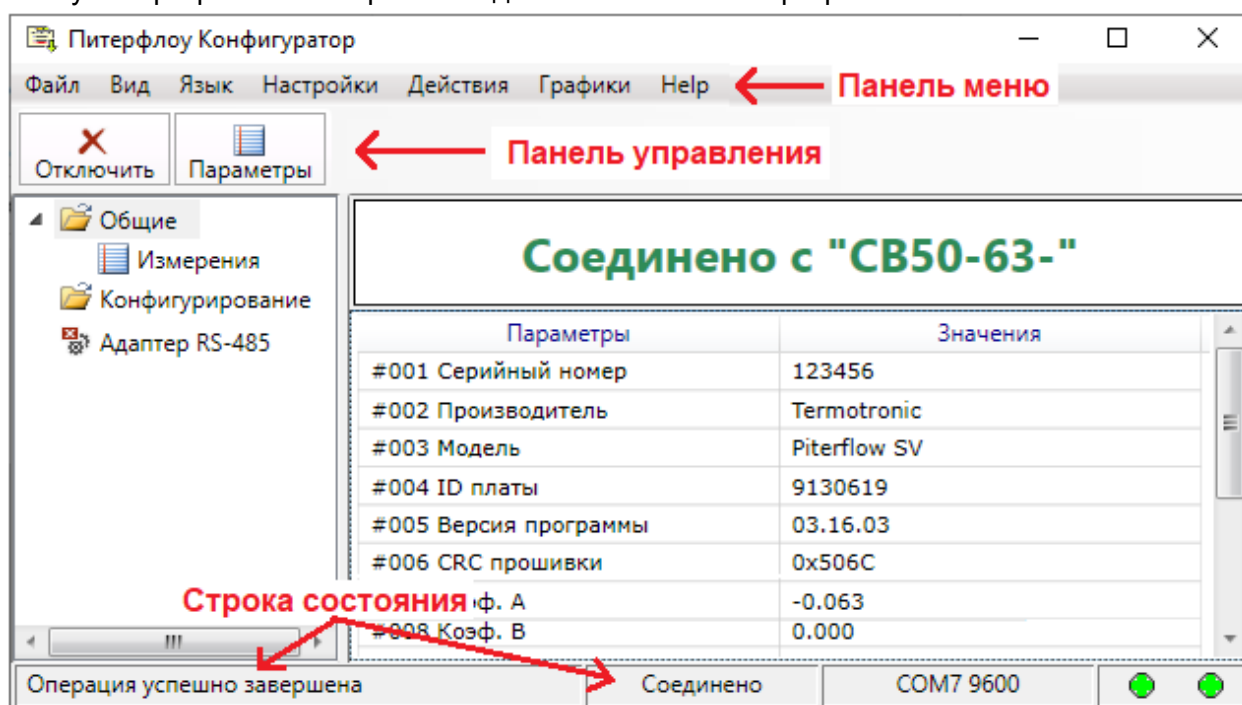 Питерфлоу Конфигуратор
Файл Вид Язык Настройки Действия Графики Help
Панель меню
Отключить Параметры
Панель управления
Общие
Измерения
Конфигурирование
Адаптер RS-485
Соединено с "СВ50-63-"
Параметры Значения
#001 Серийный номер 123456
#002 Производитель Termotronic
#003 Модель Piterflow SV
#004 ID платы 9130619
#005 Версия программы 03.16.03
#006 CRC прошивки 0x506C
Строка состояния
ф. A -0.063
#008 Коэф. B 0.000
Операция успешно завершена Соединено COM7 9600